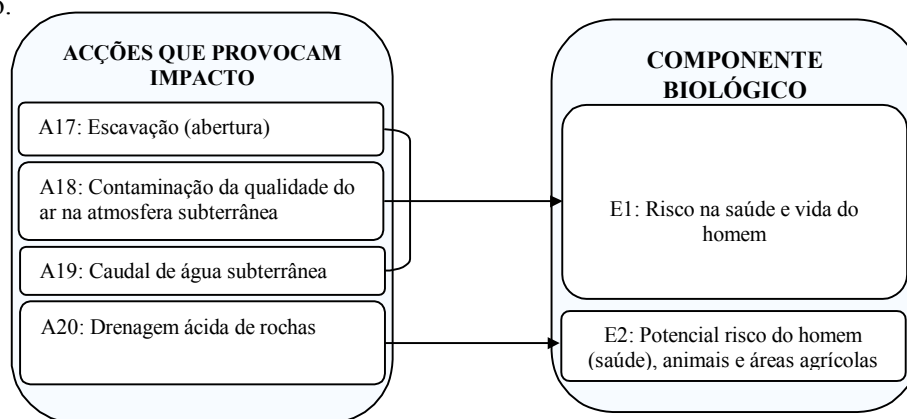 ACÇÕES QUE PROVOCAM
IMPACTO
A17: Escavação (abertura)
A18: Contaminação da qualidade do
ar na atmosfera subterrânea
A19: Caudal de água subterrânea
A20: Drenagem ácida de rochas
COMPONENTE
BIOLÓGICO
E1: Risco na saúde e vida do
homem
E2: Potencial risco do homem
(saúde), animais e áreas agrícolas